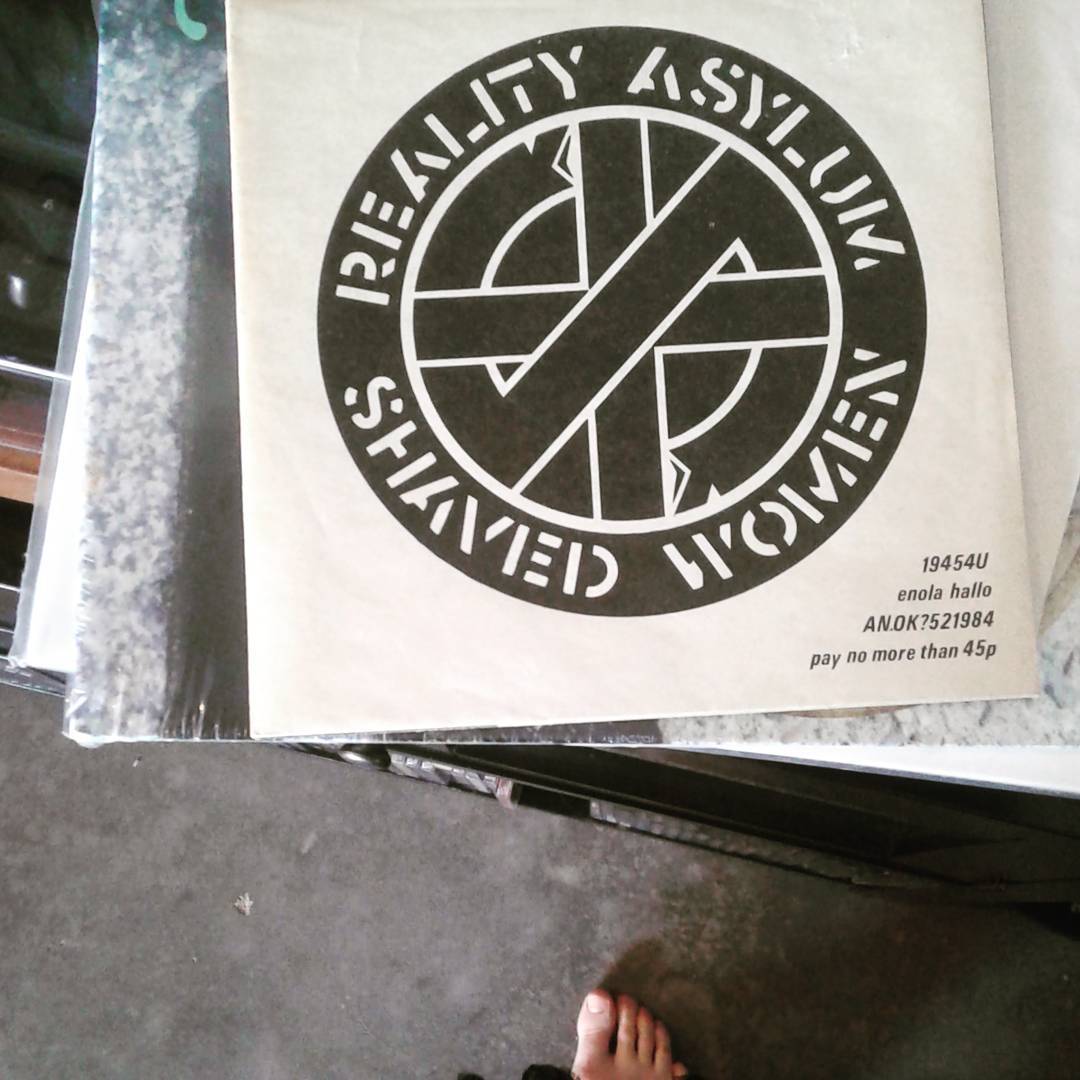 REALITY ASYLUM
SHAVED WOMEN
19454U
enola hallo
AN.OK?521984
pay no more than 45p